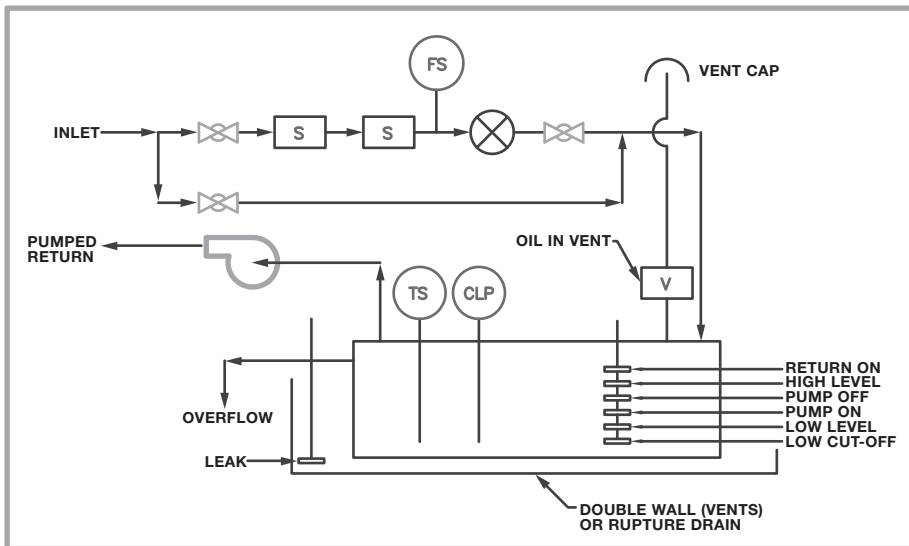 FS
VENT CAP
INLET
S
S
PUMPED
RETURN
OIL IN VENT
TS
CLP
V
RETURN ON
HIGH LEVEL
PUMP OFF
PUMP ON
LOW LEVEL
LOW CUT-OFF
OVERFLOW
LEAK
DOUBLE WALL (VENTS)
OR RUPTURE DRAIN